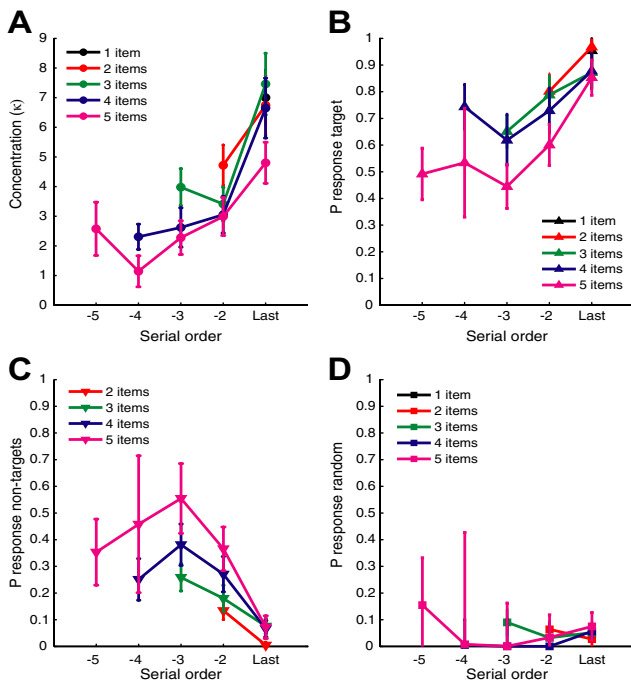 A
Concentration (κ)
9
8
7
6
5
4
3
2
1
0
1 item
2 items
3 items
4 items
5 items
-5
-4
-3
-2
Last
Serial order
B
P response target
1
0.9
0.8
0.7
0.6
0.5
0.4
0.3
0.2
0.1
0
1 item
2 items
3 items
4 items
5 items
-5
-4
-3
-2
Last
Serial order
C
P response non-targets
1
0.9
0.8
0.7
0.6
0.5
0.4
0.3
0.2
0.1
0
2 items
3 items
4 items
5 items
-5
-4
-3
-2
Last
Serial order
D
P response random
1
0.9
0.8
0.7
0.6
0.5
0.4
0.3
0.2
0.1
0
1 item
2 items
3 items
4 items
5 items
-5
-4
-3
-2
Last
Serial order